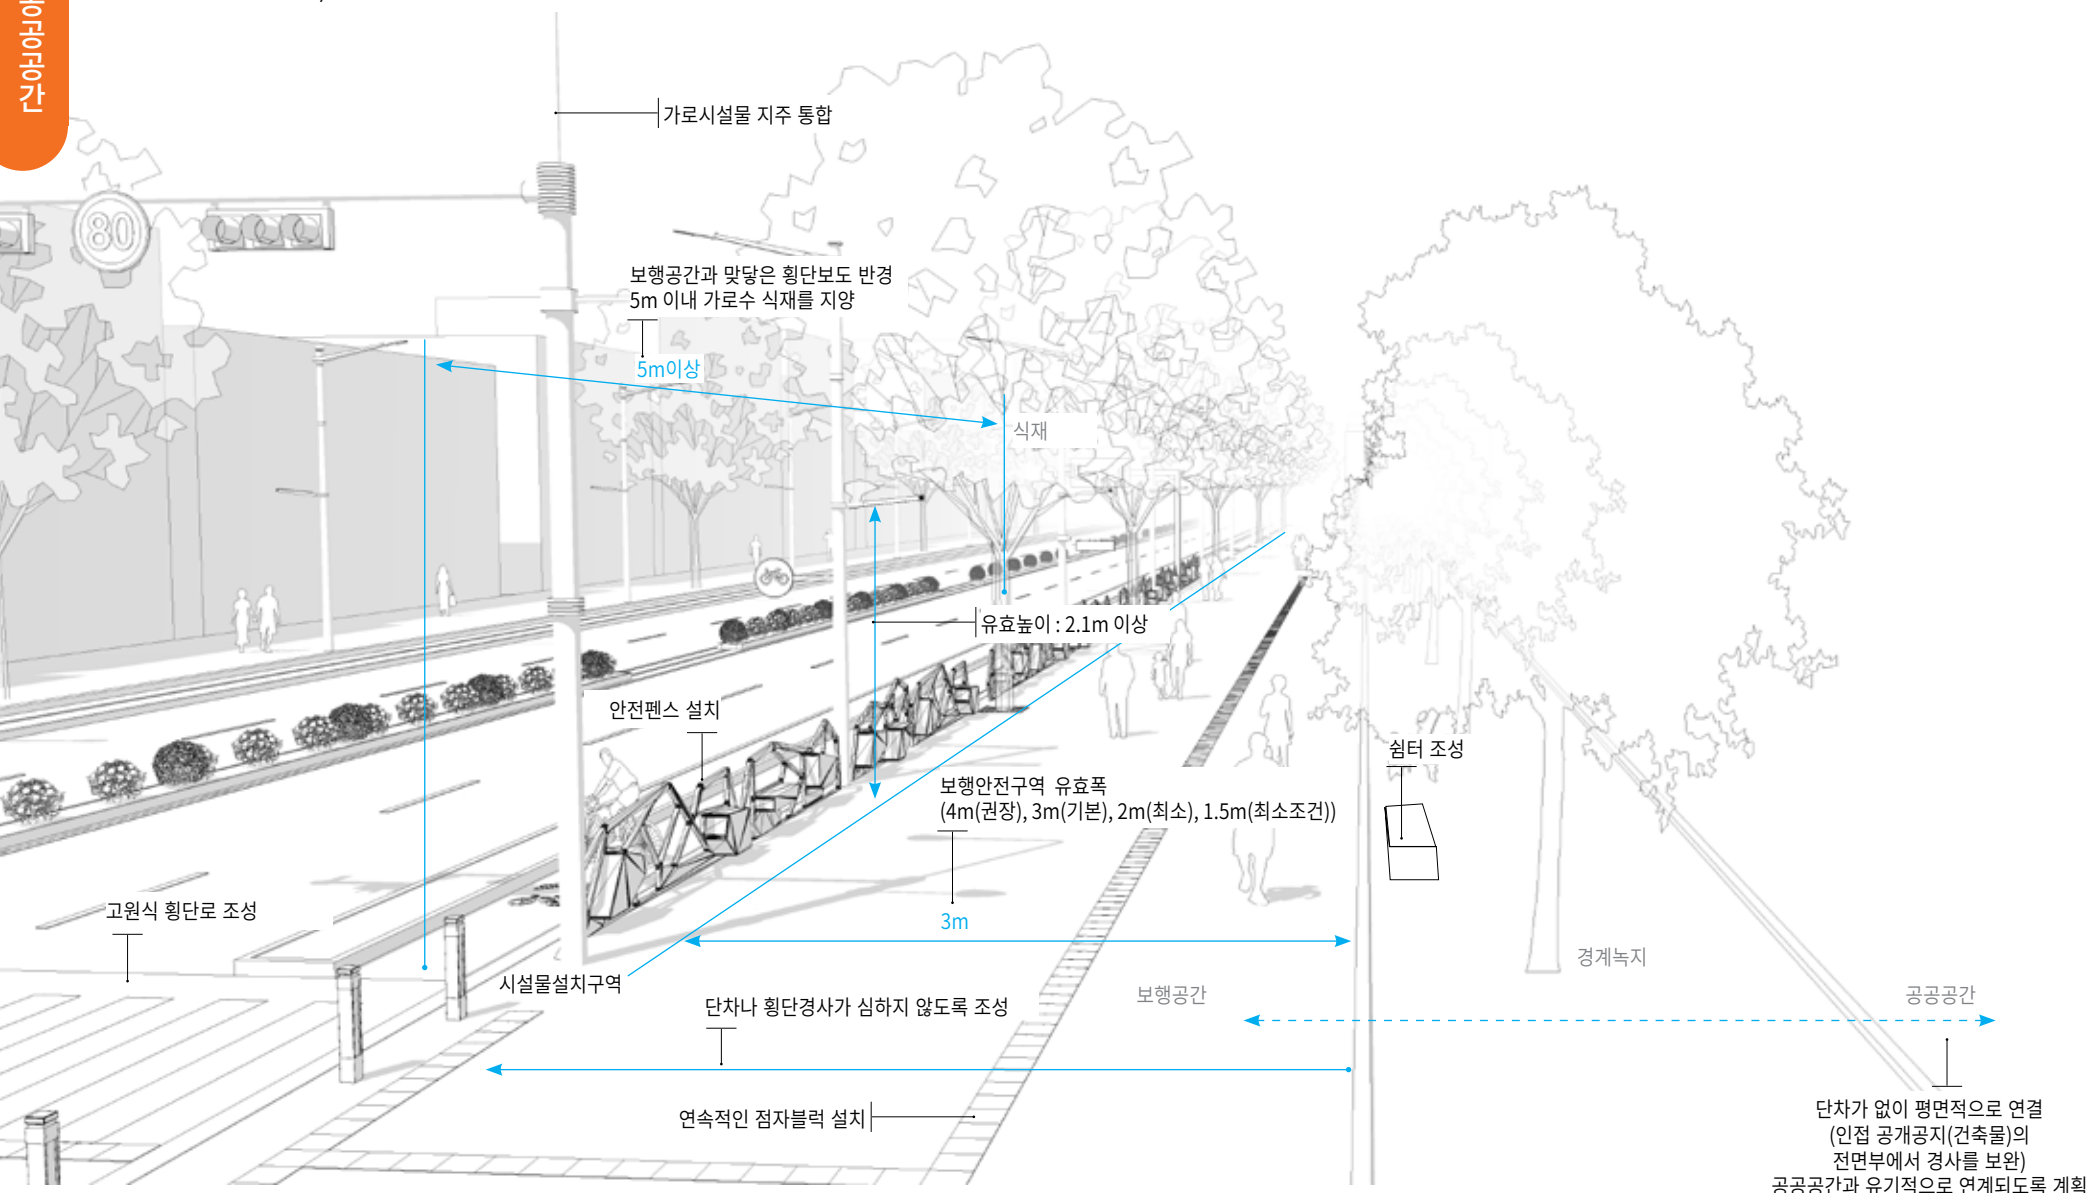 공공공간
가로시설물 지주 통합
80
보행공간과 맞닿은 횡단보도 반경
5m 이내 가로수 식재를 지양
5m이상
식재
유효높이 : 2.1m 이상
안전펜스 설치
쉼터 조성
보행안전구역 유효폭
(4m(권장), 3m(기본), 2m(최소), 1.5m(최소조건))
3m
고원식 횡단로 조성
시설물설치구역
경계녹지
보행공간
공공공간
단차나 횡단경사가 심하지 않도록 조성
연속적인 점자블럭 설치
단차가 없이 평면적으로 연결
(인접 공개공지(건축물)의
전면부에서 경사를 보완)
공공공간과 유기적으로 연계되도록 계획